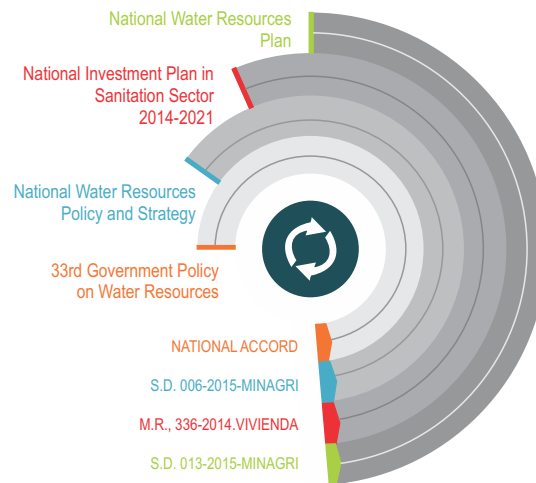 National Water Resources
Plan
National Investment Plan in
Sanitation Sector
2014-2021
National Water Resources
Policy and Strategy
33rd Government Policy
on Water Resources
NATIONAL ACCORD
S.D. 006-2015-MINAGRI
M.R., 336-2014.VIVIENDA
S.D. 013-2015-MINAGRI